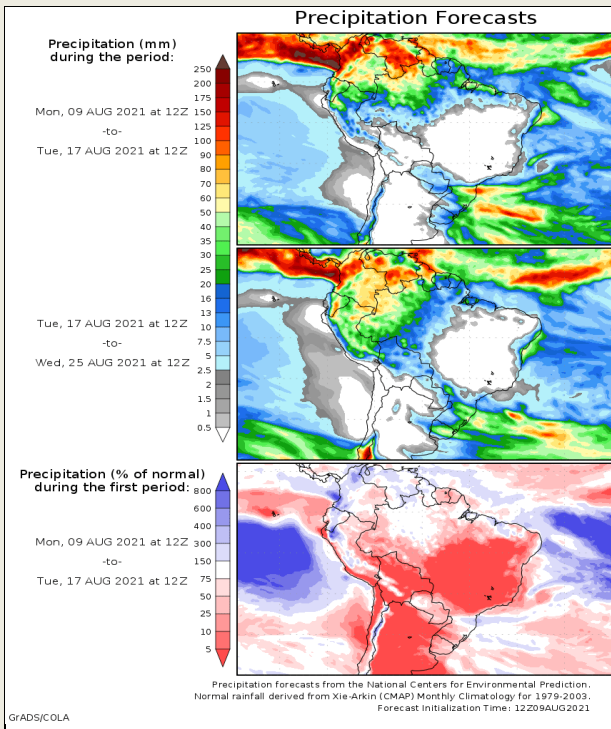 Precipitation Forecasts
Precipitation (mm)
during the period:
Mon, 09 AUG 2021 at 12Z
-to-
Tue, 17 AUG 2021 at 12Z
250
200
175
150
125
100
90
80
70
60
50
40
35
30
25
20
16
13
10
7.5
5
2.5
2
1.5
1
0.5
Tue, 17 AUG 2021 at 12Z
-to-
Wed, 25 AUG 2021 at 12Z
Precipitation (% of normal)
during the first period:
Mon, 09 AUG 2021 at 12Z
-to-
Tue, 17 AUG 2021 at 12Z
800
600
400
300
150
75
50
25
10
5
Precipitation forecasts from the National Centers for Environmental Prediction.
Normal rainfall derived from Xie-Arkin (CMAP) Monthly Climatology for 1979-2003.
Forecast Initialization Time: 12Z09AUG2021
GrADS/COLA